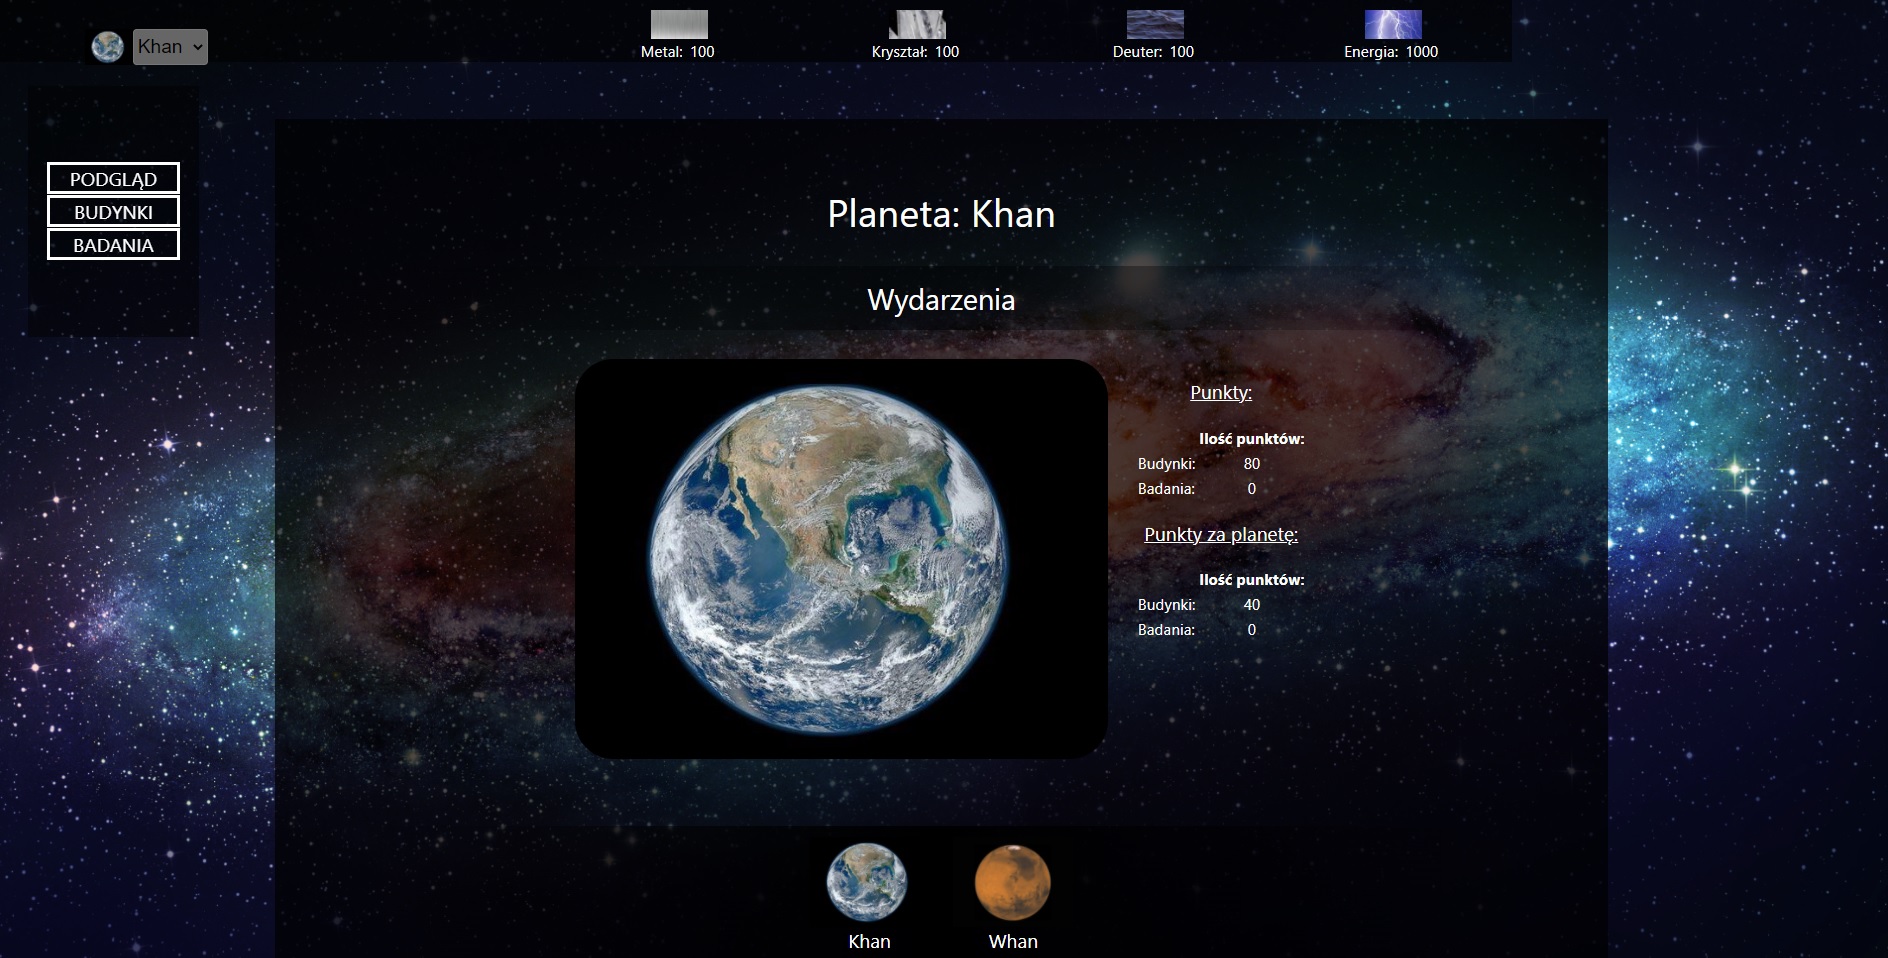 Khan
Metal: 100
Kryształ: 100
Deuter: 100
Energia: 1000
PODGLĄD
BUDYNKI
BADANIA
Planeta: Khan
Wydarzenia
Punkty:
Ilość punktów:
Budynki: 80
Badania: 0
Punkty za planetę:
Ilość punktów:
Budynki: 40
Badania: 0
Khan
Whan